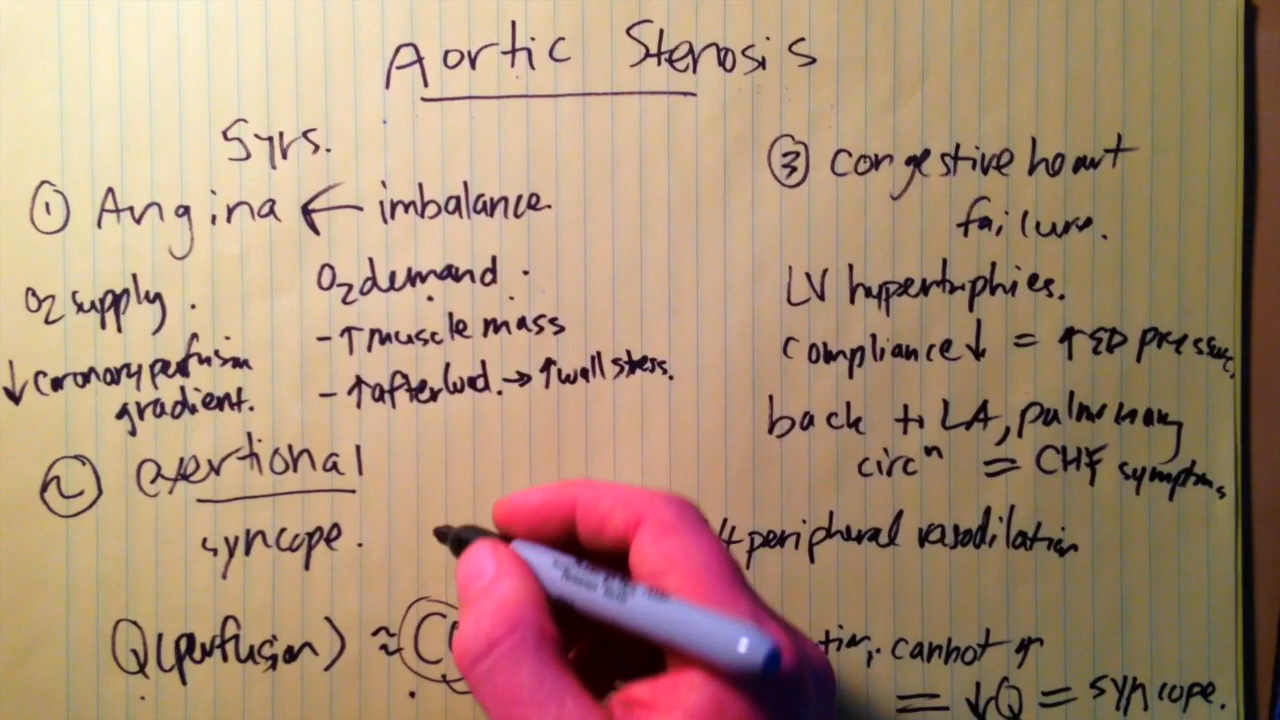 Aortic Stenosis
5yrs.
① Angina ← imbalance.
O₂ supply.
↓ coronary perfusion
gradient.
O₂ demand.
- ↑ muscle mass
- ↑ afterload. → ↑ wall stress.
② exertional
syncope.
Q (perfusion) ≈ C
③ congestive heart
failure.
LV hypertrophies.
compliance ↓ = ↑ ED pressure,
back to LA, pulmonary
circⁿ = CHF symptoms
peripheral vasodilation
cannot
= ↓Q = syncope.